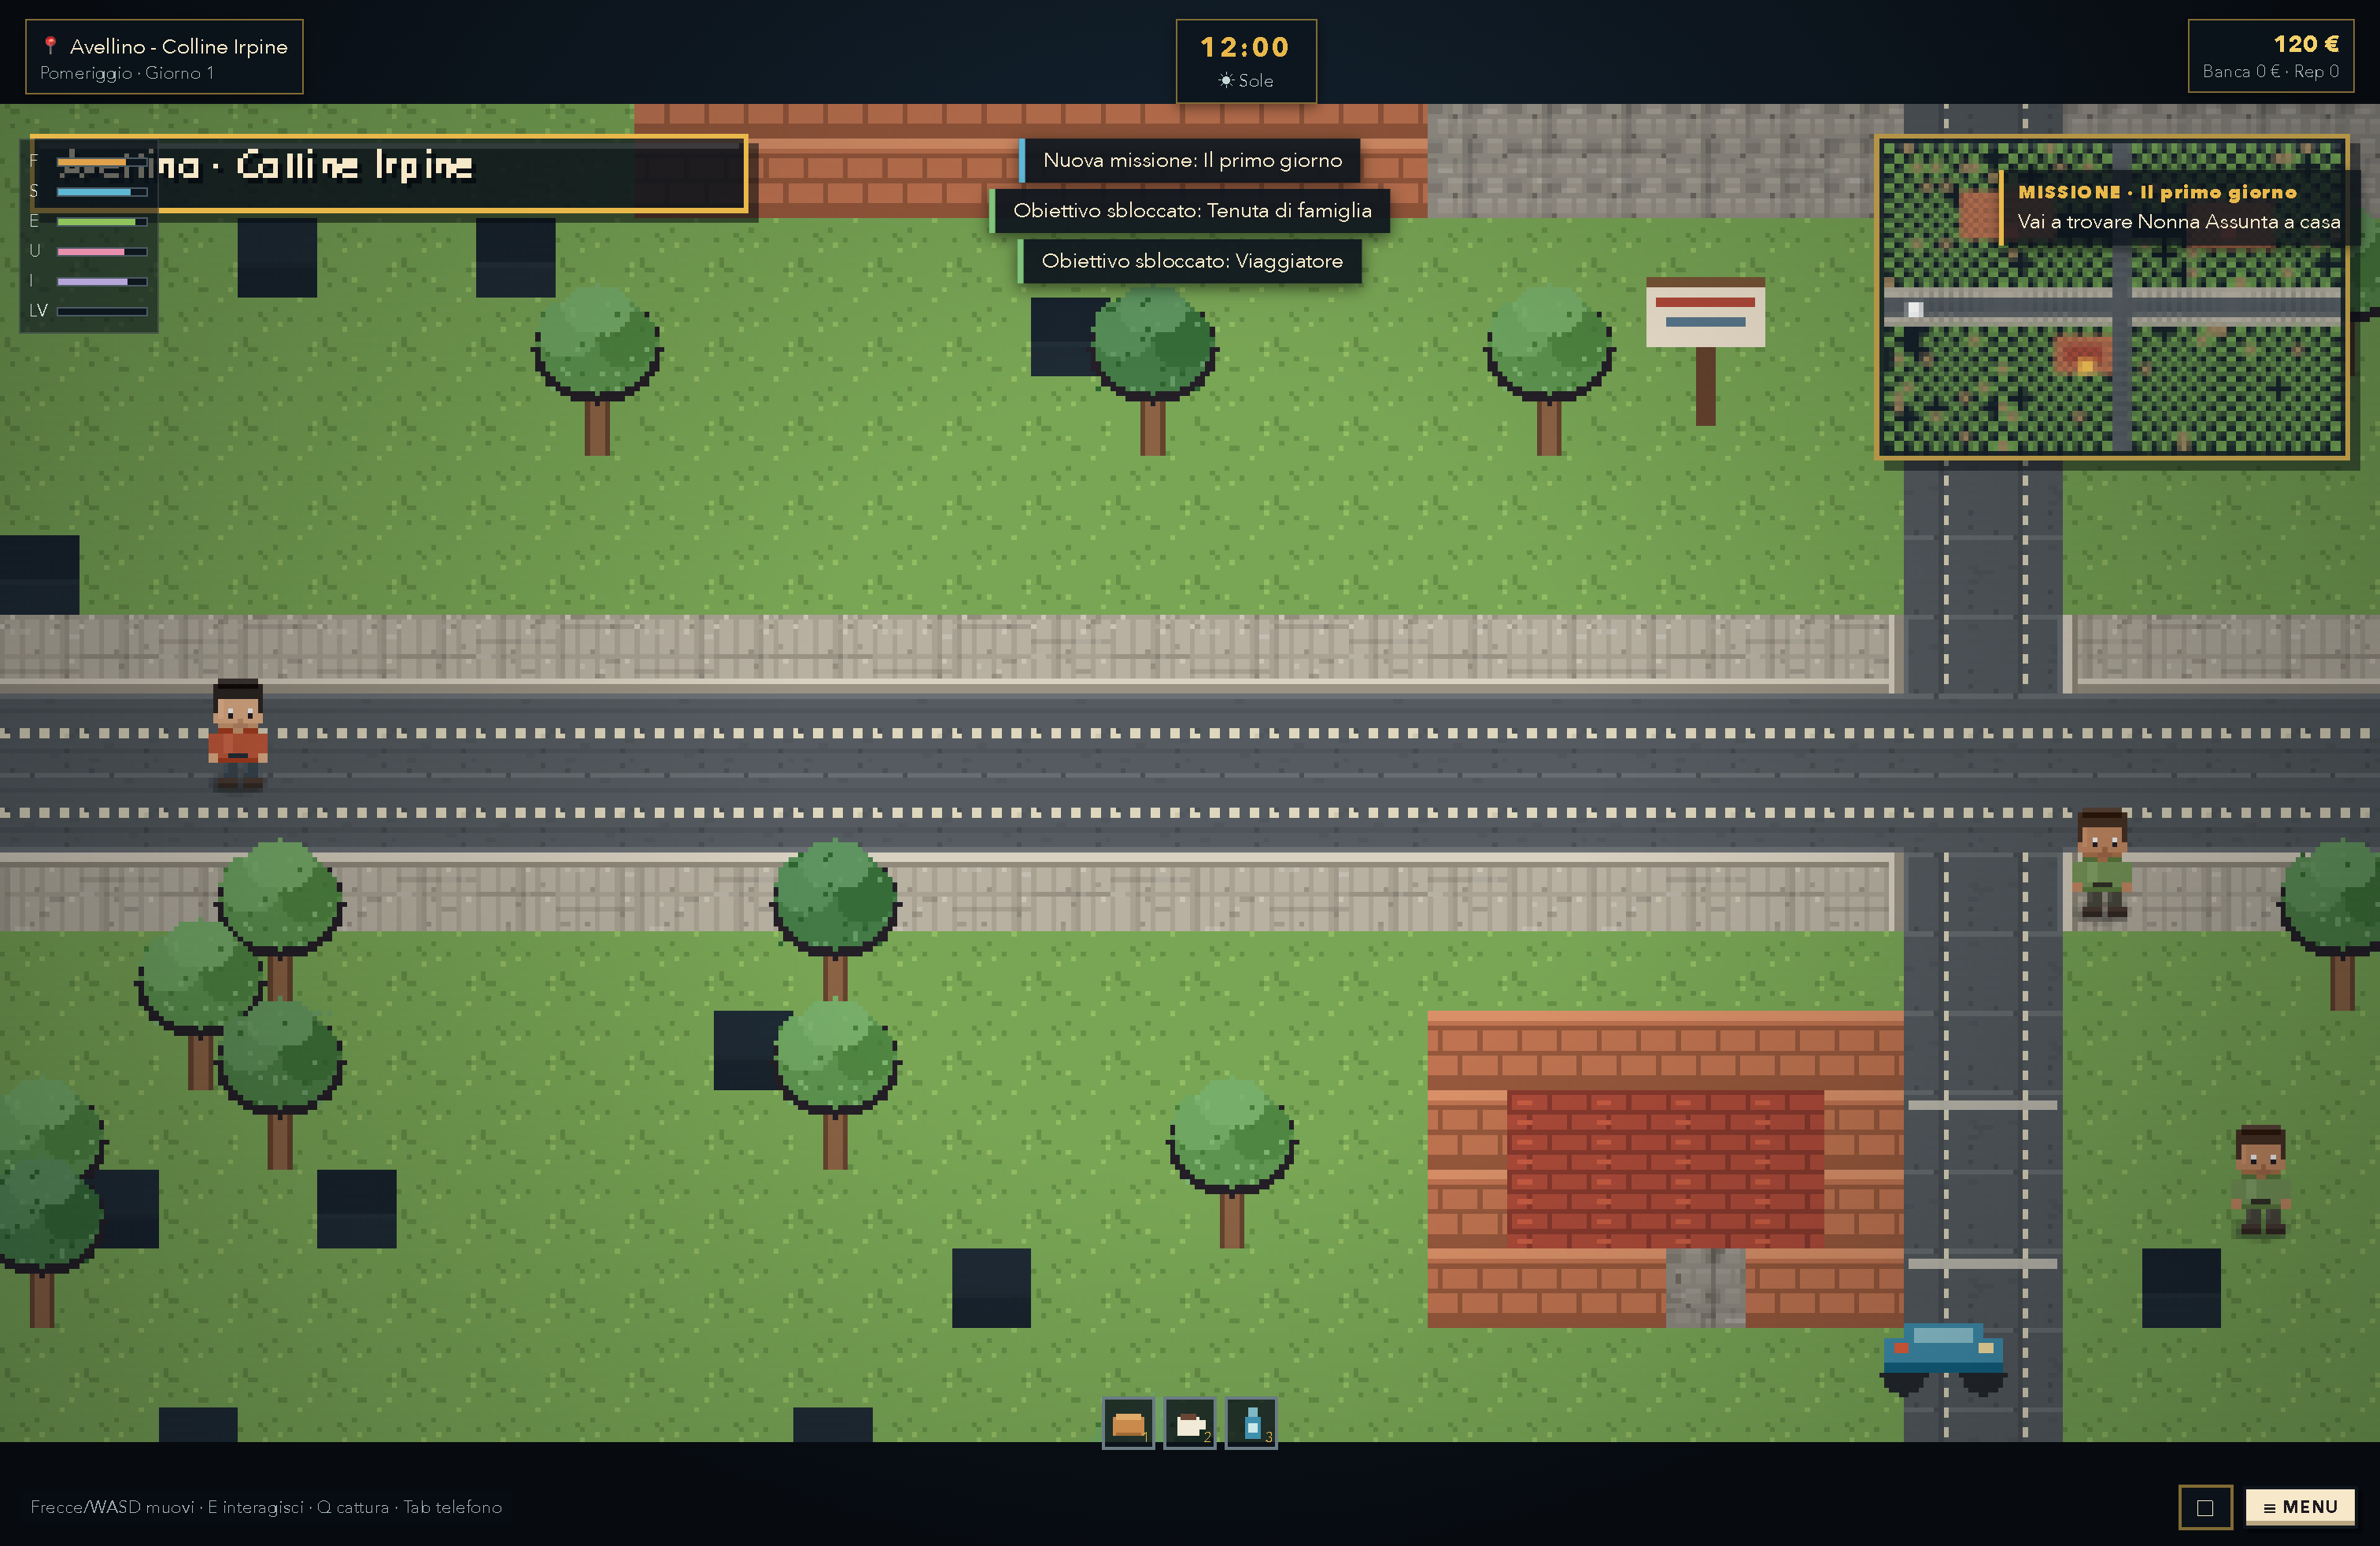 📍 Avellino - Colline Irpine
Pomeriggio · Giorno 1
12:00
☀ Sole
120 €
Banca 0 € · Rep 0
· Colline Irpine
F
S
E
U
I
LV
Nuova missione: Il primo giorno
Obiettivo sbloccato: Tenuta di famiglia
Obiettivo sbloccato: Viaggiatore
MISSIONE · Il primo giorno
Vai a trovare Nonna Assunta a casa
1
2
3
Frecce/WASD muovi · E interagisci · Q cattura · Tab telefono
≡ MENU